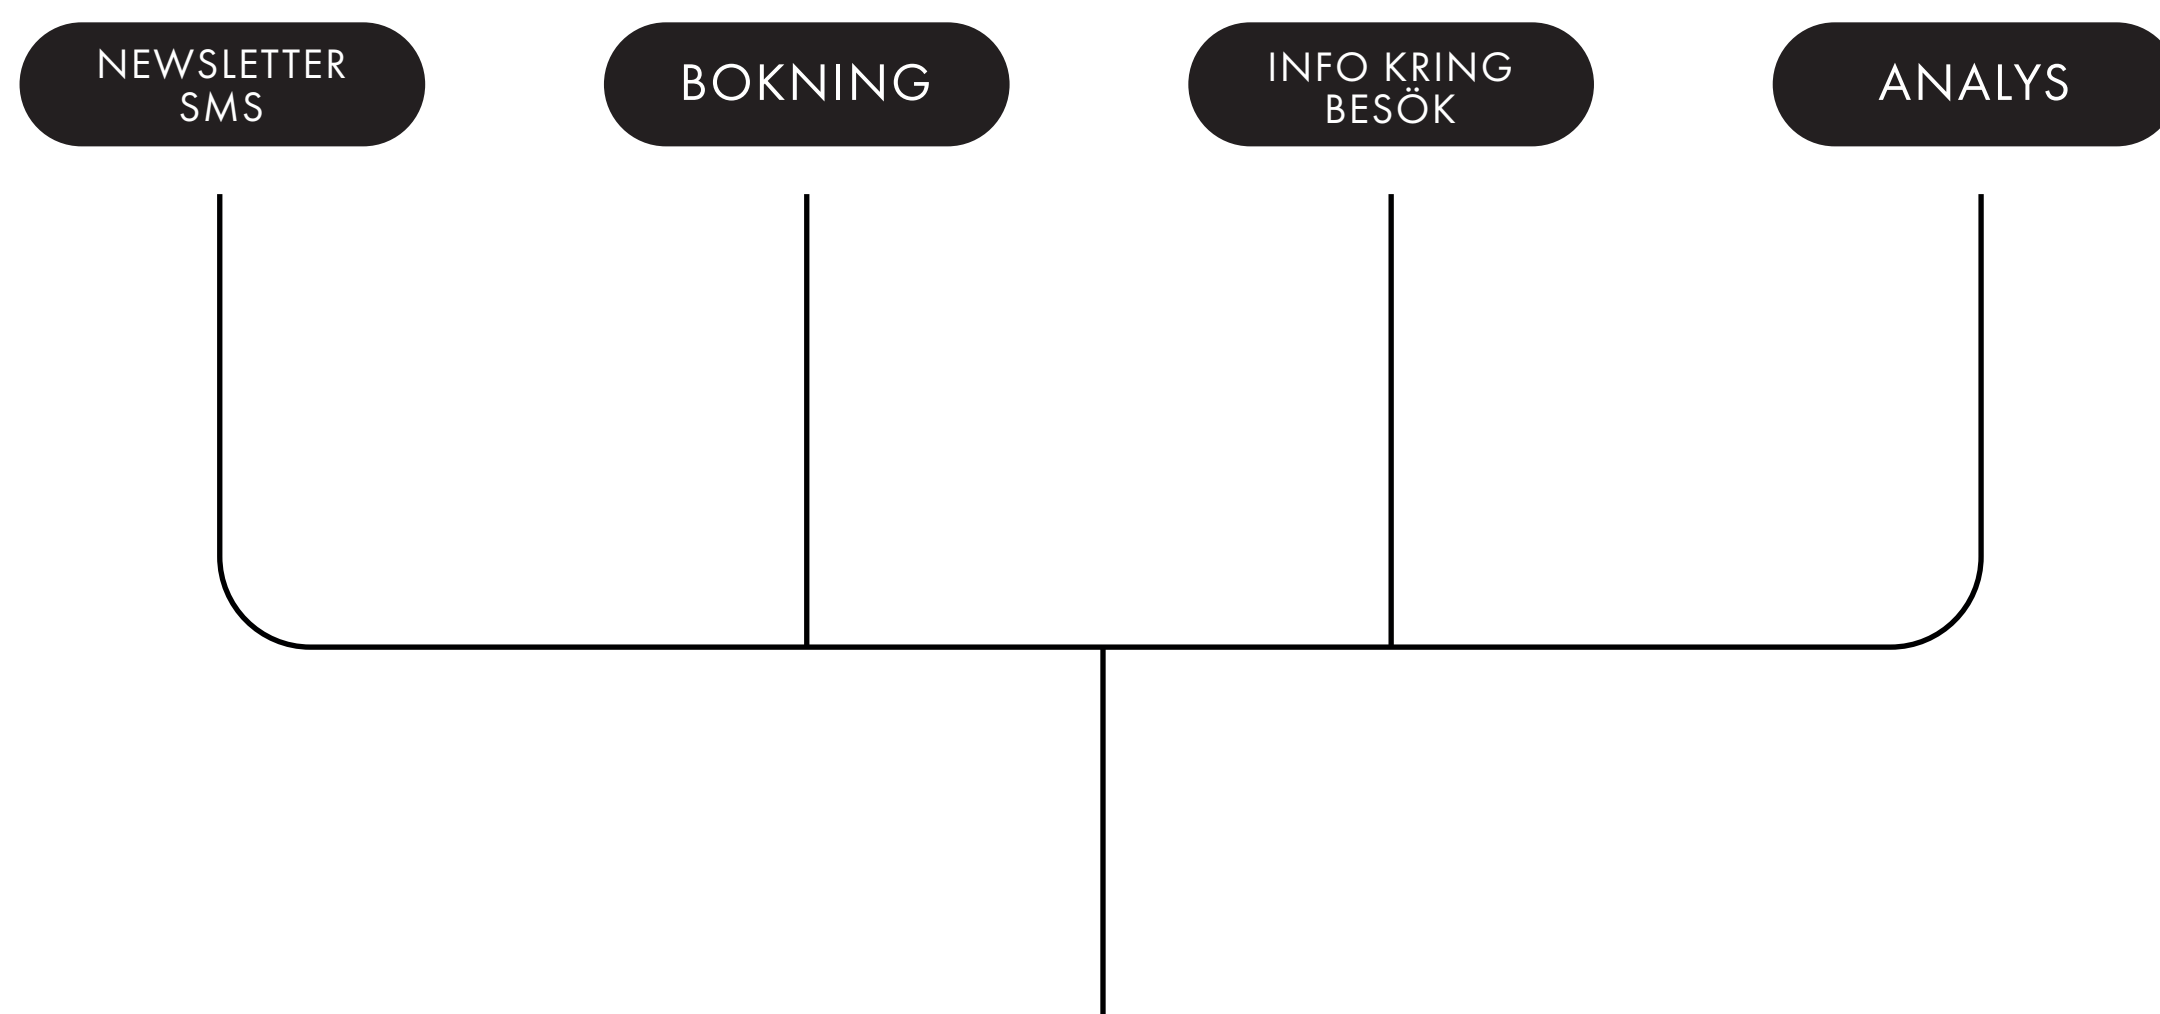 NEWSLETTER
SMS
BOKNING
INFO KRING
BESÖK
ANALYS